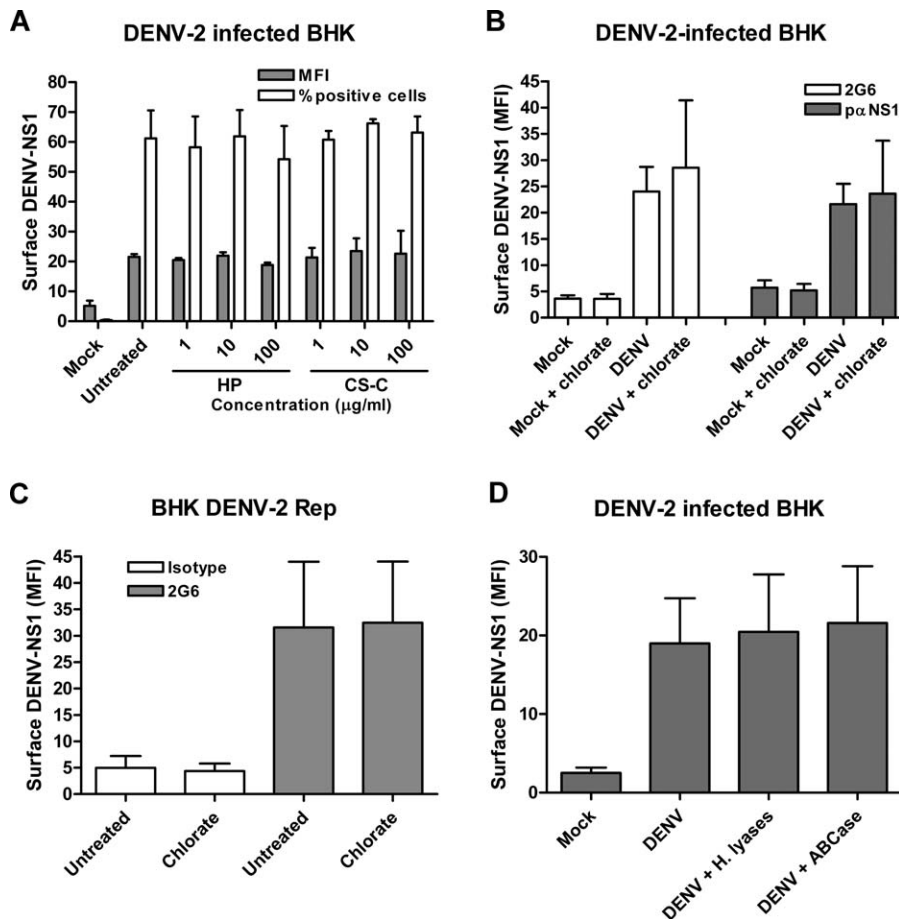 A
DENV-2 infected BHK
MFI
%positive cells
Surface DENV-NS1
80
70
60
50
40
30
20
10
0
Mock
Untreated
1
10
100
1
10
100
HP
CS-C
Concentration (μg/ml)
B
DENV-2-infected BHK
2G6
pαNS1
Surface DENV-NS1 (MFI)
45
40
35
30
25
20
15
10
5
0
Mock
Mock + chlorate
DENV
DENV + chlorate
Mock
Mock + chlorate
DENV
DENV + chlorate
C
BHK DENV-2 Rep
Isotype
2G6
Surface DENV-NS1 (MFI)
45
40
35
30
25
20
15
10
5
0
Untreated
Chlorate
Untreated
Chlorate
D
DENV-2 infected BHK
Surface DENV-NS1 (MFI)
30
20
10
0
Mock
DENV
DENV + H. lyases
DENV + ABCase